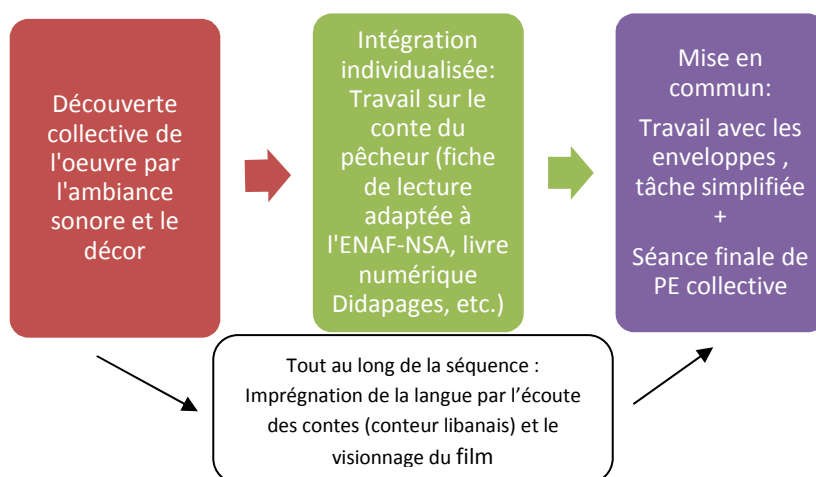 Découverte
collective de
l'oeuvre par
l'ambiance
sonore et le
décor
Intégration
individualisée:
Travail sur le
conte du
pêcheur (fiche
de lecture
adaptée à
l'ENAF-NSA, livre
numérique
Didapages, etc.)
Mise en
commun:
Travail avec les
enveloppes ,
tâche simplifiée
+
Séance finale de
PE collective
Tout au long de la séquence :
Imprégnation de la langue par l'écoute
des contes (conteur libanais) et le
visionnage du film